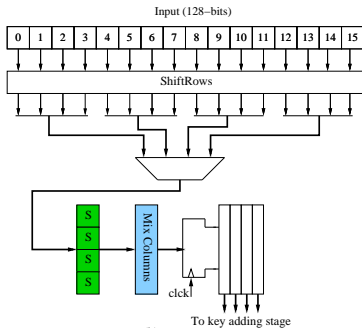 Input (128−bits)
0 1 2 3 4 5 6 7 8 9 10 11 12 13 14 15
ShiftRows
S
S
S
S
Mix Columns
clck
To key adding stage